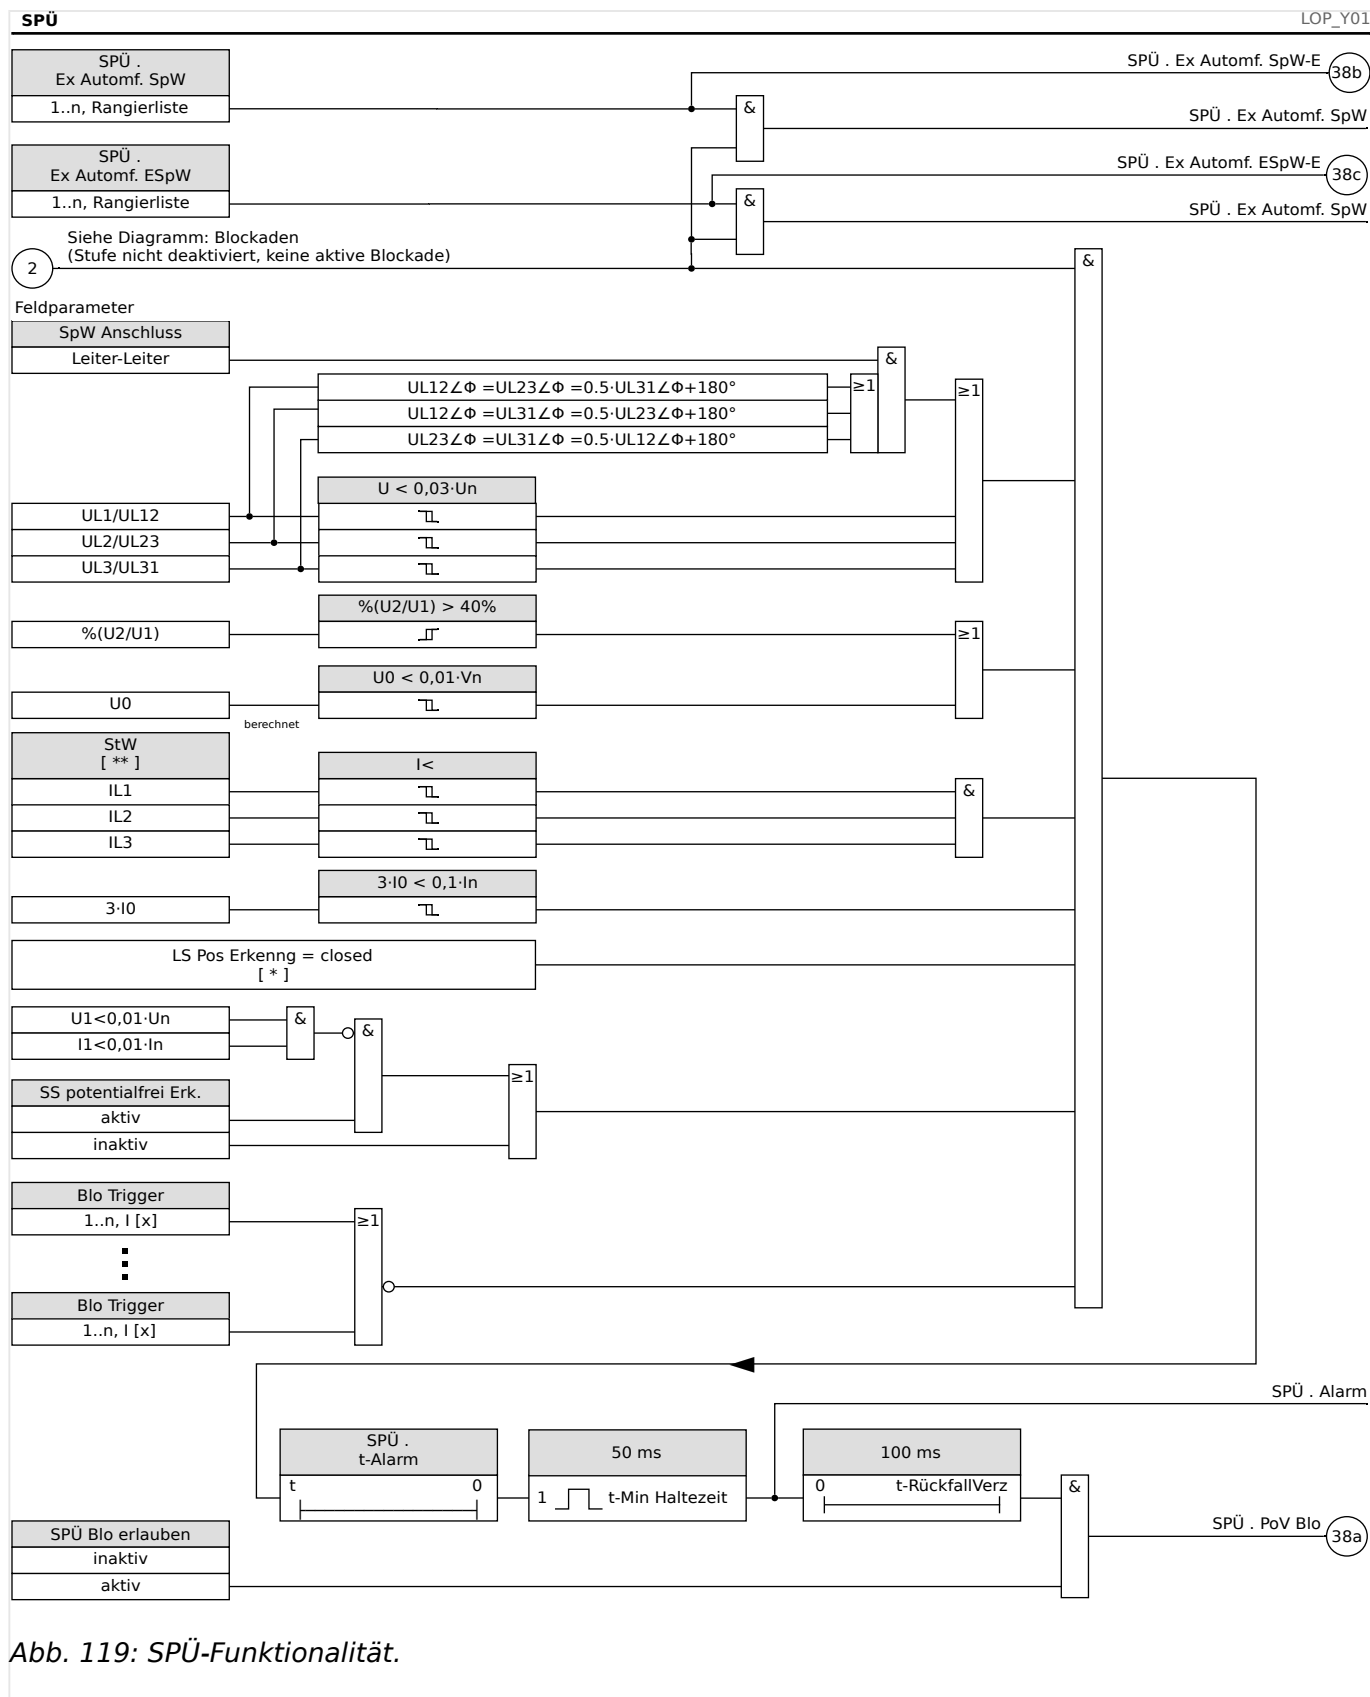 SPÜ
LOP_Y01
SPÜ .
Ex Automf. SpW
1..n, Rangierliste
&
SPÜ . Ex Automf. SpW-E
38b
SPÜ . Ex Automf. SpW
SPÜ .
Ex Automf. ESpW
1..n, Rangierliste
&
SPÜ . Ex Automf. ESpW-E
38c
SPÜ . Ex Automf. SpW
Siehe Diagramm: Blockaden
(Stufe nicht deaktiviert, keine aktive Blockade)
2
&
Feldparameter
SpW Anschluss
Leiter-Leiter
&
UL12∠Φ =UL23∠Φ =0.5·UL31∠Φ+180°
UL12∠Φ =UL31∠Φ =0.5·UL23∠Φ+180°
UL23∠Φ =UL31∠Φ =0.5·UL12∠Φ+180°
≥1
≥1
U < 0,03·Un
UL1/UL12
UL2/UL23
UL3/UL31
%(U2/U1) > 40%
%(U2/U1)
≥1
U0 < 0,01·Vn
U0
berechnet
StW
[ ** ]
I<
IL1
IL2
IL3
&
3·I0 < 0,1·In
3·I0
LS Pos Erkenng = closed
[ * ]
U1<0,01·Un
I1<0,01·In
&
&
SS potentialfrei Erk.
aktiv
inaktiv
≥1
Blo Trigger
1..n, I [x]
≥1
Blo Trigger
1..n, I [x]
SPÜ . Alarm
SPÜ .
t-Alarm
t 0
50 ms
1 t-Min Haltezeit
100 ms
0 t-RückfallVerz
&
SPÜ Blo erlauben
inaktiv
aktiv
SPÜ . PoV Blo
38a
Abb. 119: SPÜ-Funktionalität.